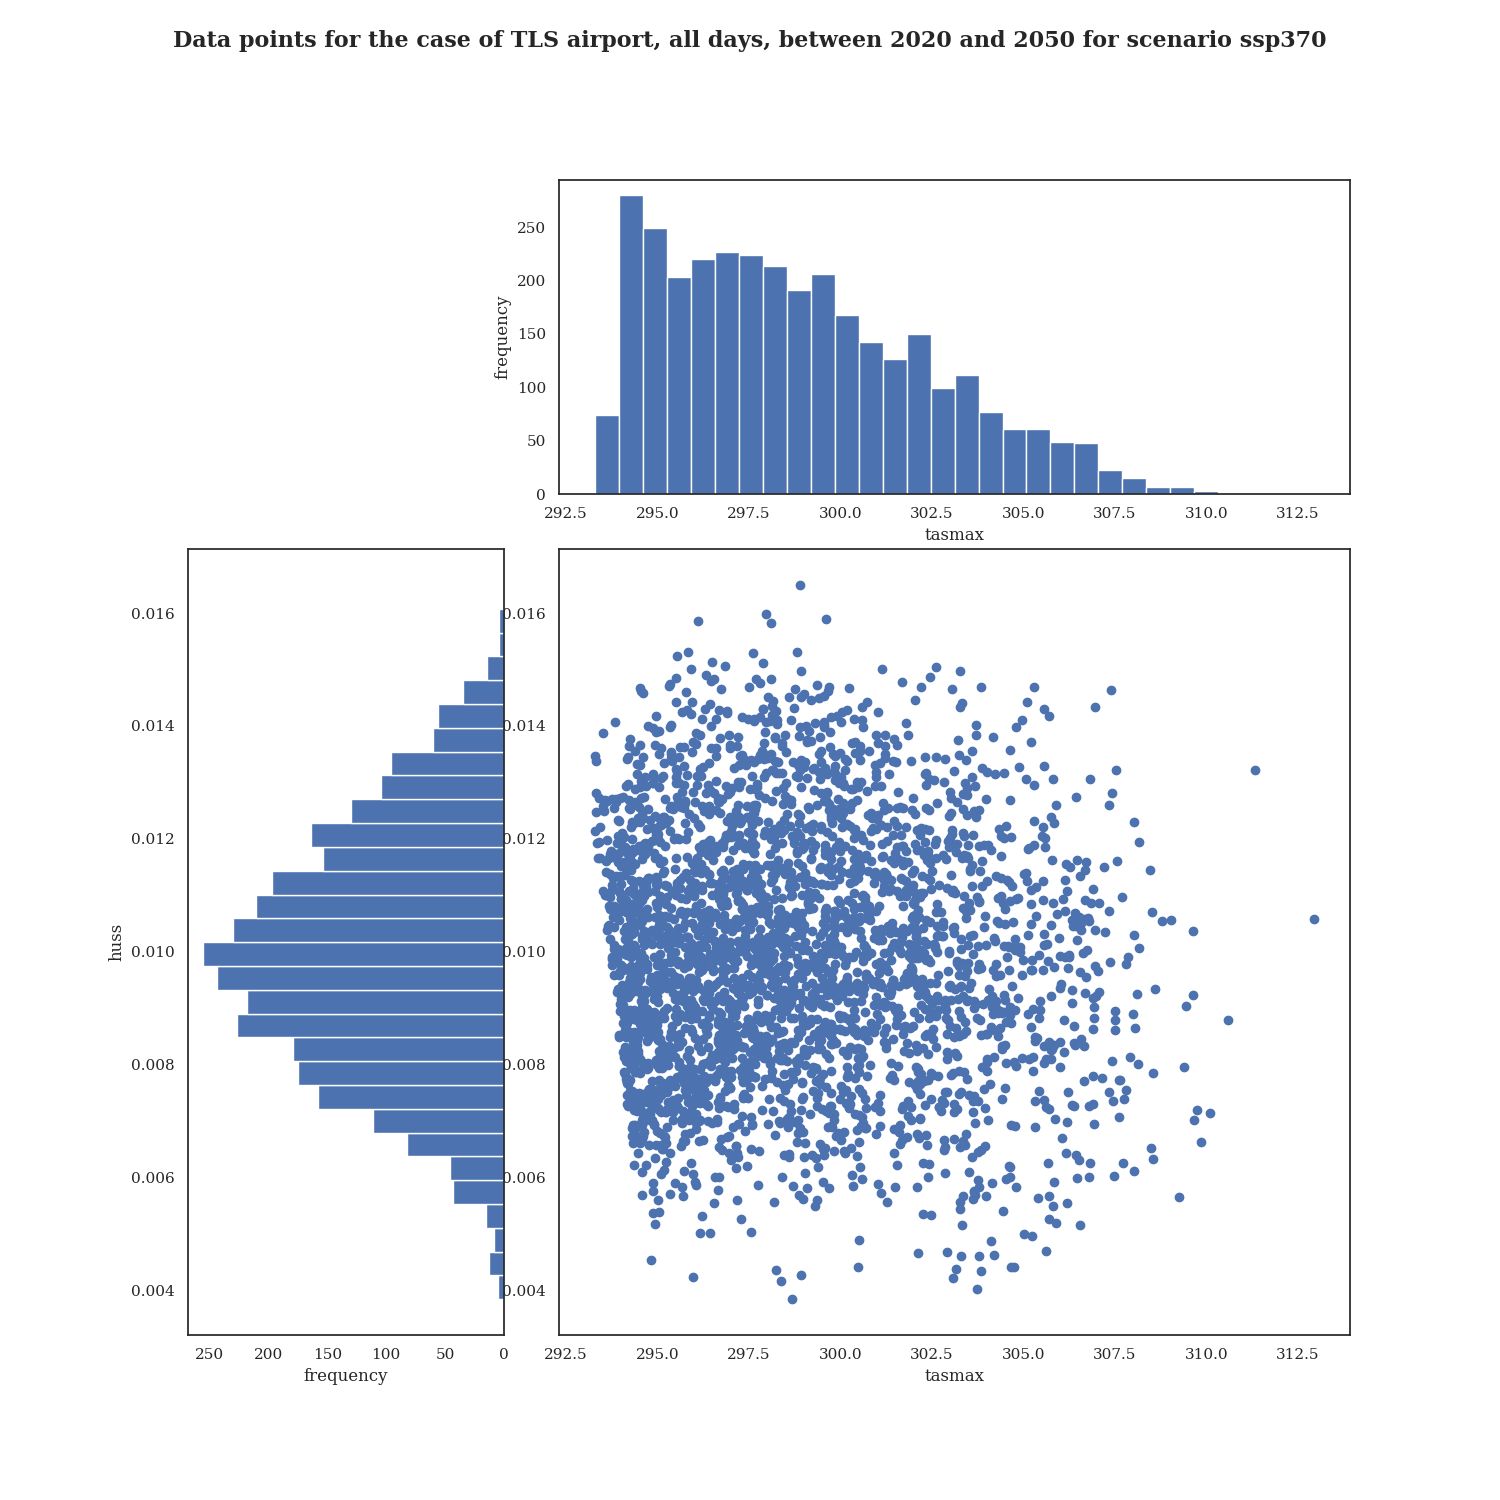 Data points for the case of TLS airport, all days, between 2020 and 2050 for scenario ssp370
250
200
150
100
50
0
frequency
292.5 295.0 297.5 300.0 302.5 305.0 307.5 310.0 312.5
tasmax
0.016
0.014
0.012
0.010
0.008
0.006
0.004
huss
250 200 150 100 50 0
frequency
0.016
0.014
0.012
0.010
0.008
0.006
0.004
292.5 295.0 297.5 300.0 302.5 305.0 307.5 310.0 312.5
tasmax